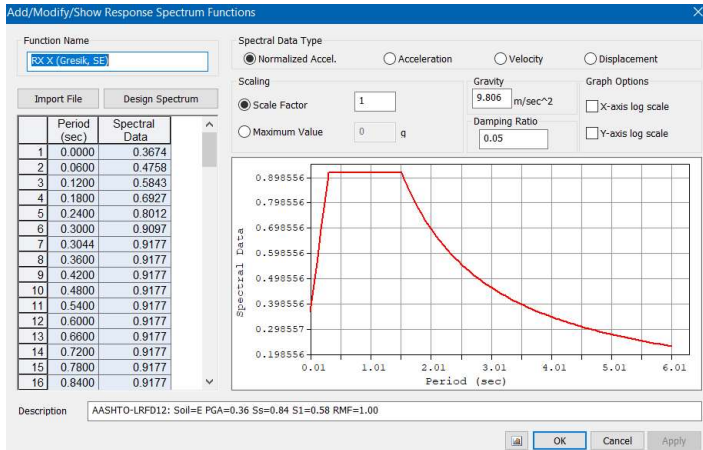 Add/Modify/Show Response Spectrum Functions
Function Name
RX X (Gresik, SE)
Import File Design Spectrum
Spectral Data Type
Normalized Accel. Acceleration Velocity Displacement
Scaling
Scale Factor 1
Maximum Value 0 g
Gravity
9.806 m/sec^2
Damping Ratio
0.05
Graph Options
X-axis log scale
Y-axis log scale
Period (sec) Spectral Data
1 0.0000 0.3674
2 0.0600 0.4758
3 0.1200 0.5843
4 0.1800 0.6927
5 0.2400 0.8012
6 0.3000 0.9097
7 0.3044 0.9177
8 0.3600 0.9177
9 0.4200 0.9177
10 0.4800 0.9177
11 0.5400 0.9177
12 0.6000 0.9177
13 0.6600 0.9177
14 0.7200 0.9177
15 0.7800 0.9177
16 0.8400 0.9177
Spectral Data
0.898556
0.798556
0.698556
0.598556
0.498556
0.398556
0.298557
0.198556
0.01 1.01 2.01 3.01 4.01 5.01 6.01
Period (sec)
Description AASHTO-LRFD12: Soil=E PGA=0.36 Ss=0.84 S1=0.58 RMF=1.00
OK Cancel Apply